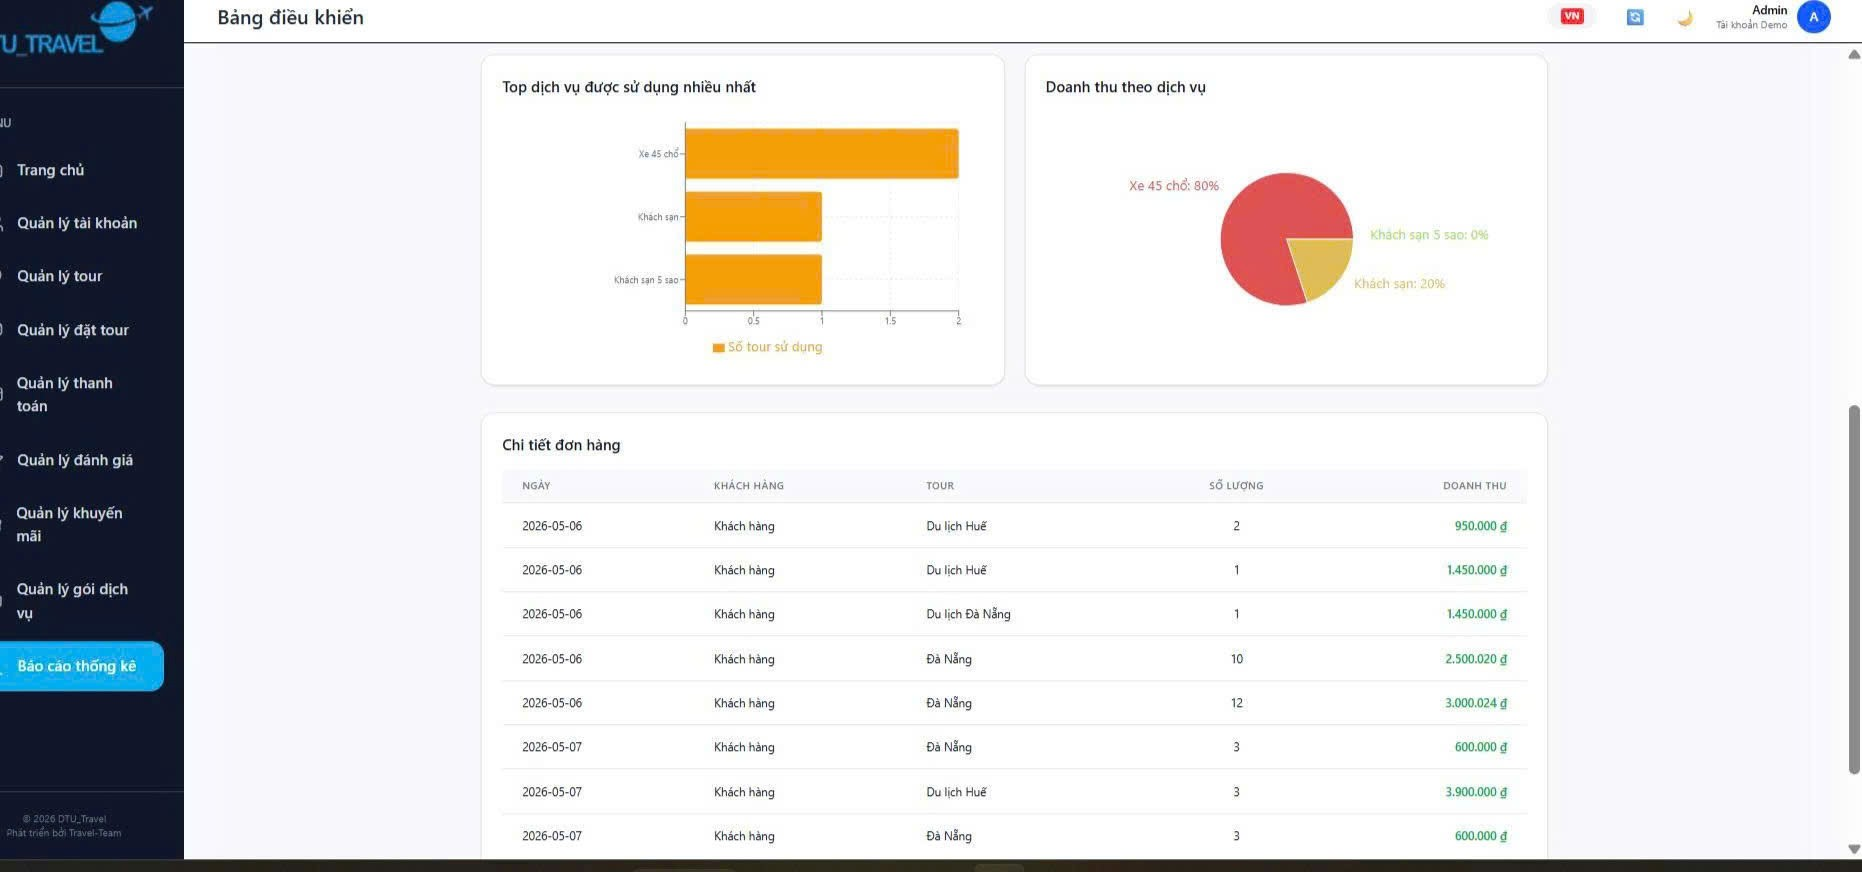 TU_TRAVEL
NU
Trang chủ
Quản lý tài khoản
Quản lý tour
Quản lý đặt tour
Quản lý thanh
toán
Quản lý đánh giá
Quản lý khuyến
mãi
Quản lý gói dịch
vụ
Báo cáo thống kê
© 2026 DTU_Travel
Phát triển bởi Travel-Team
Bảng điều khiển
VN
Admin
Tài khoản Demo
A
Top dịch vụ được sử dụng nhiều nhất
Xe 45 chổ
Khách sạn
Khách sạn 5 sao
0 0.5 1 1.5 2
Số tour sử dụng
Doanh thu theo dịch vụ
Xe 45 chổ: 80%
Khách sạn 5 sao: 0%
Khách sạn: 20%
Chi tiết đơn hàng
NGÀY KHÁCH HÀNG TOUR SỐ LƯỢNG DOANH THU
2026-05-06 Khách hàng Du lịch Huế 2 950.000 ₫
2026-05-06 Khách hàng Du lịch Huế 1 1.450.000 ₫
2026-05-06 Khách hàng Du lịch Đà Nẵng 1 1.450.000 ₫
2026-05-06 Khách hàng Đà Nẵng 10 2.500.020 ₫
2026-05-06 Khách hàng Đà Nẵng 12 3.000.024 ₫
2026-05-07 Khách hàng Đà Nẵng 3 600.000 ₫
2026-05-07 Khách hàng Du lịch Huế 3 3.900.000 ₫
2026-05-07 Khách hàng Đà Nẵng 3 600.000 ₫